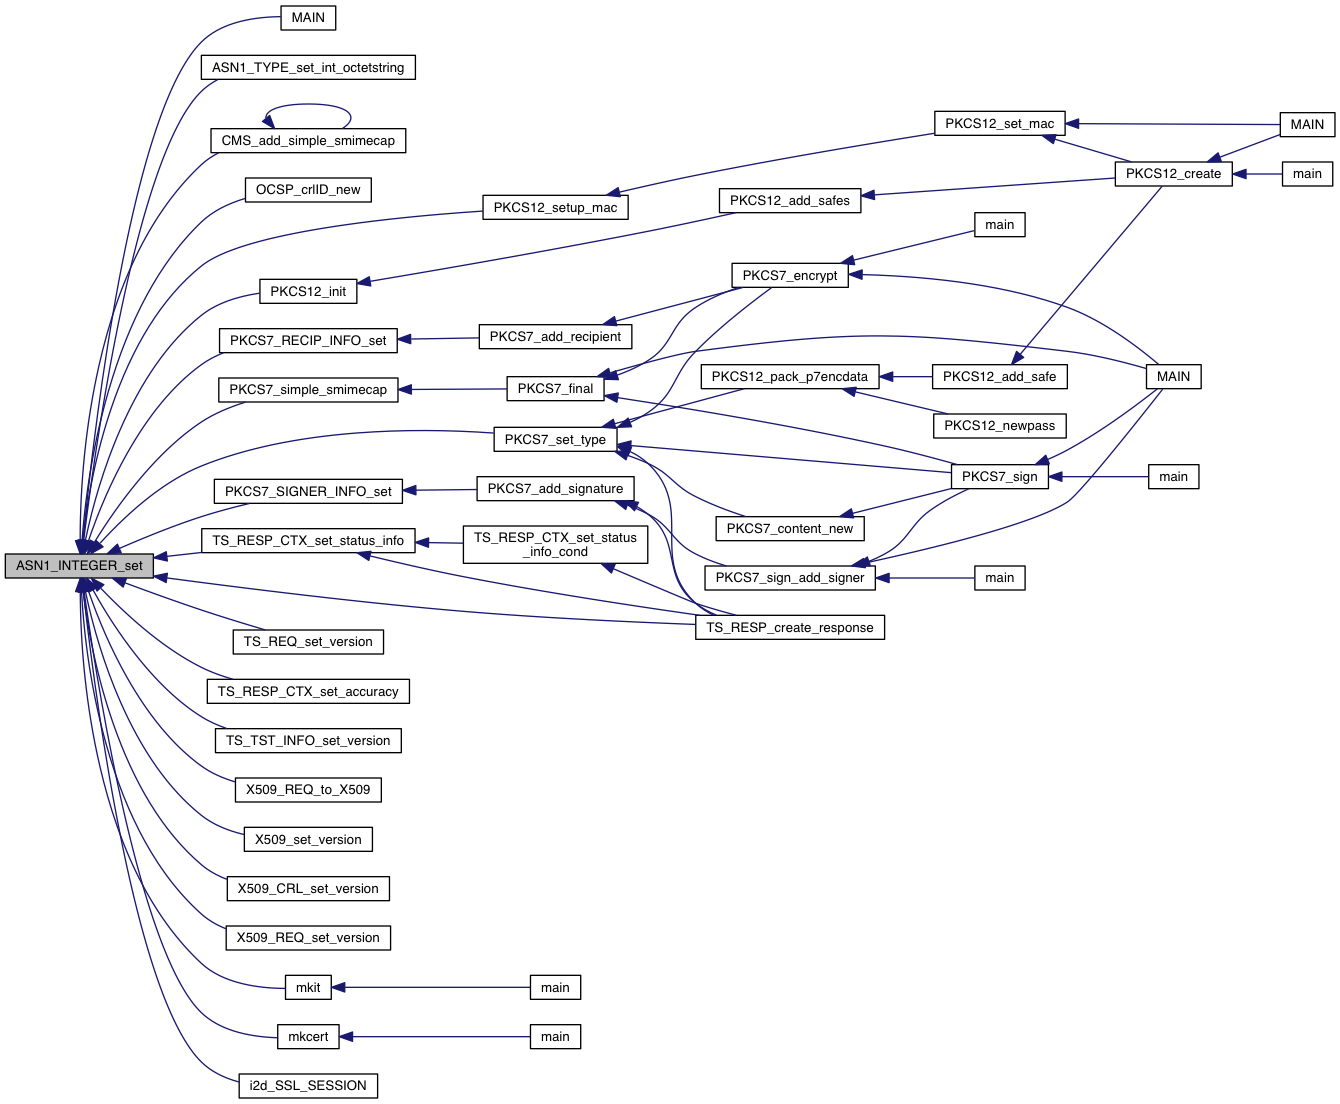 MAIN
ASN1_TYPE_set_int_octetstring
CMS_add_simple_smimecap
OCSP_crlID_new
PKCS12_setup_mac
PKCS12_set_mac
MAIN
PKCS12_create
main
PKCS12_add_safes
PKCS12_init
main
PKCS7_encrypt
PKCS7_RECIP_INFO_set
PKCS7_add_recipient
PKCS7_simple_smimecap
PKCS7_final
PKCS12_pack_p7encdata
PKCS12_add_safe
MAIN
PKCS12_newpass
PKCS7_set_type
PKCS7_sign
main
PKCS7_SIGNER_INFO_set
PKCS7_add_signature
PKCS7_content_new
TS_RESP_CTX_set_status_info
TS_RESP_CTX_set_status
_info_cond
ASN1_INTEGER_set
PKCS7_sign_add_signer
main
TS_RESP_create_response
TS_REQ_set_version
TS_RESP_CTX_set_accuracy
TS_TST_INFO_set_version
X509_REQ_to_X509
X509_set_version
X509_CRL_set_version
X509_REQ_set_version
mkit
main
mkcert
main
i2d_SSL_SESSION